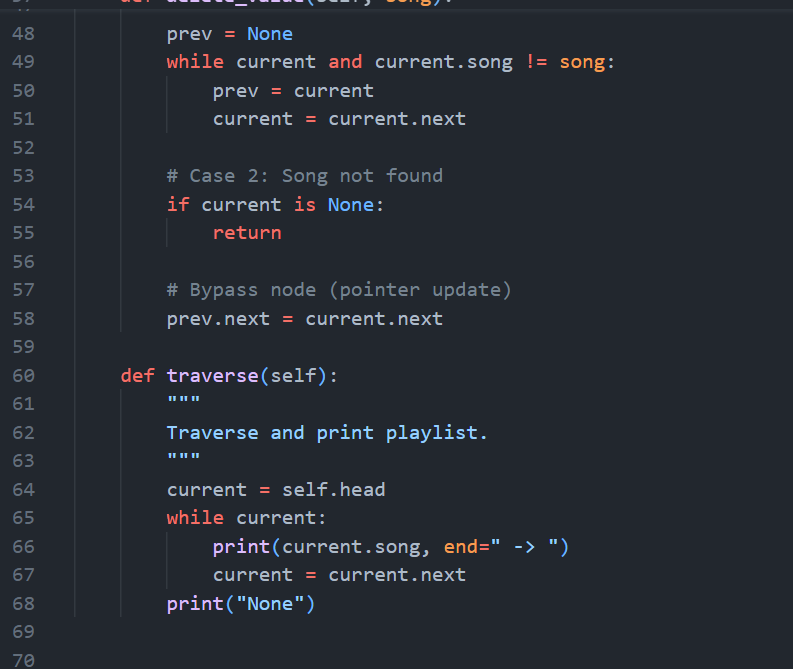 48 prev = None
49 while current and current.song != song:
50 prev = current
51 current = current.next
52
53 # Case 2: Song not found
54 if current is None:
55 return
56
57 # Bypass node (pointer update)
58 prev.next = current.next
59
60 def traverse(self):
61 """
62 Traverse and print playlist.
63 """
64 current = self.head
65 while current:
66 print(current.song, end=" -> ")
67 current = current.next
68 print("None")
69
70